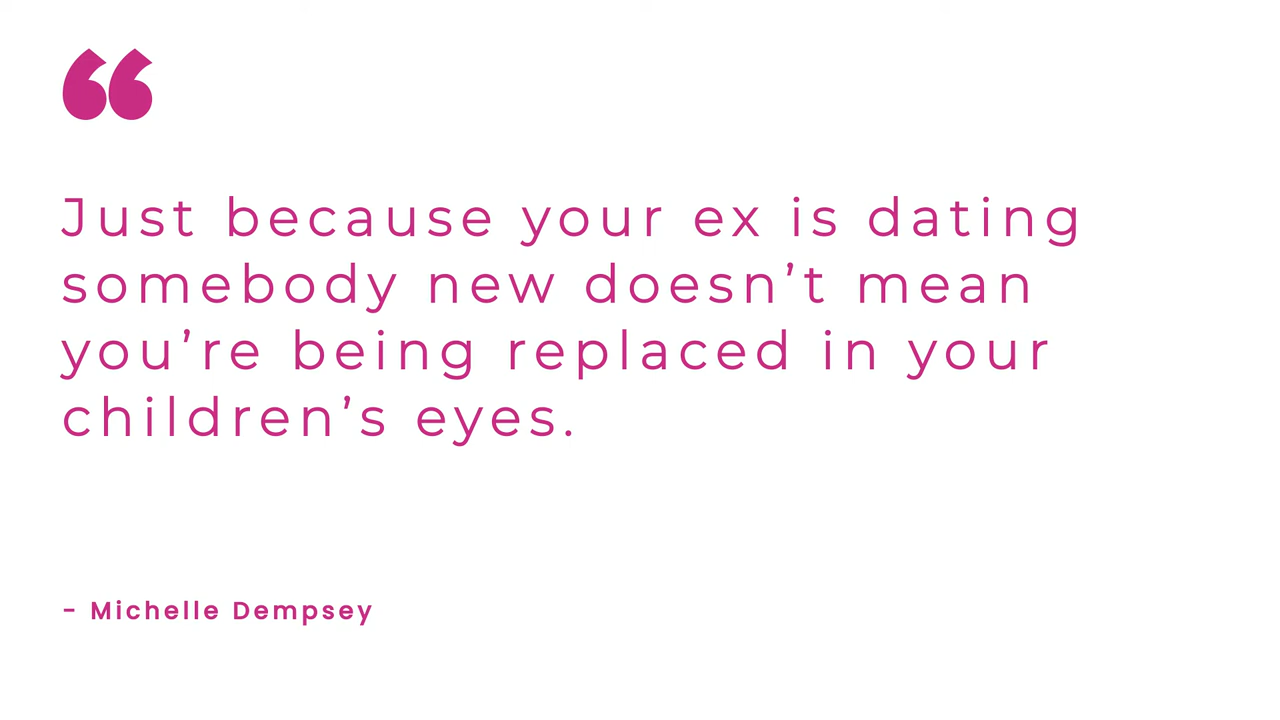 “
Just because your ex is dating
somebody new doesn’t mean
you’re being replaced in your
children’s eyes.
- Michelle Dempsey